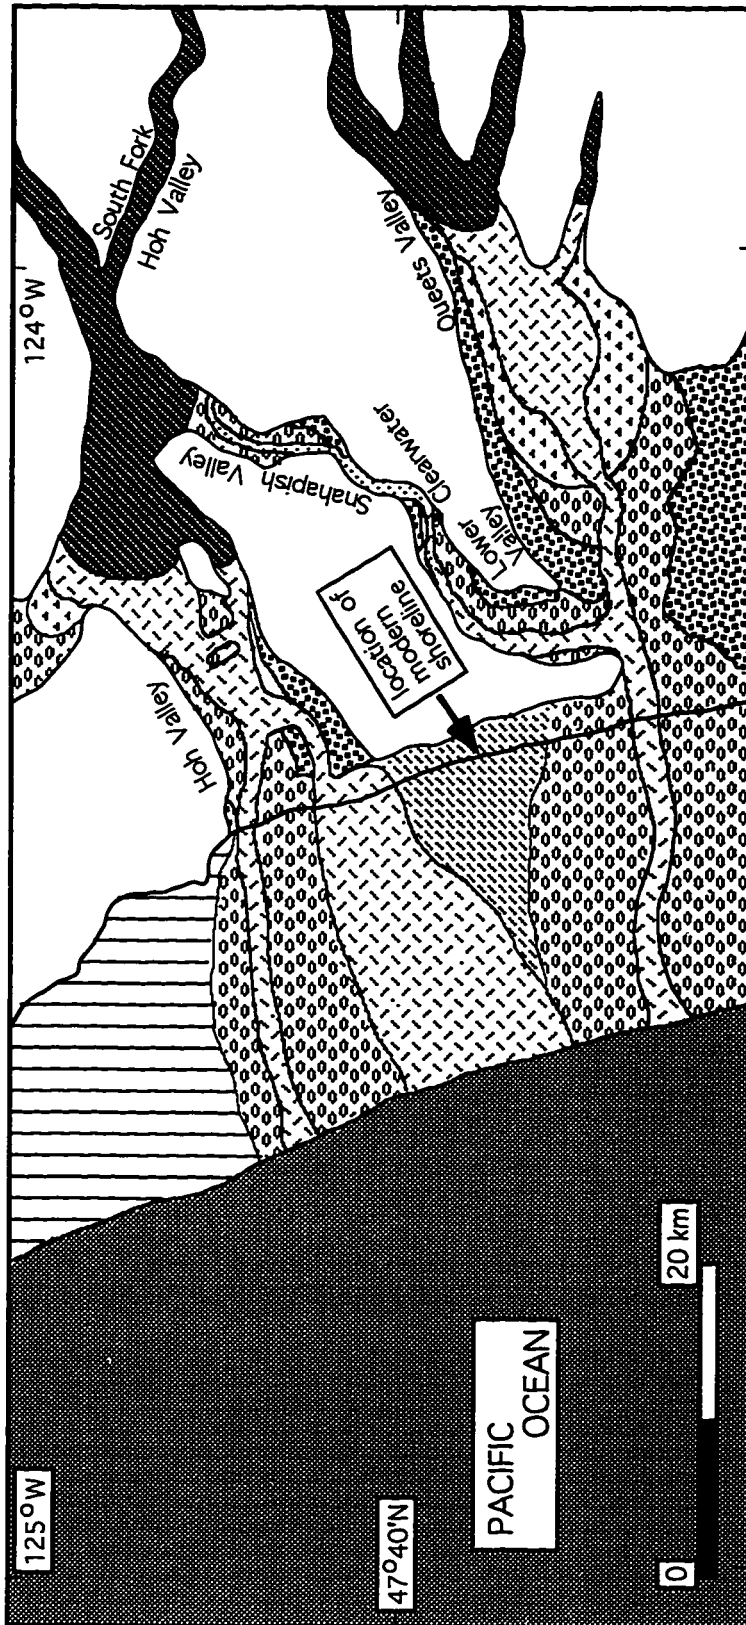 125°W
124°W
South Fork
Hoh Valley
Hoh Valley
Snahapish Valley
Queets Valley
Lower Clearwater
Valley
location of
modern
shoreline
47°40'N
PACIFIC
OCEAN
0
20 km